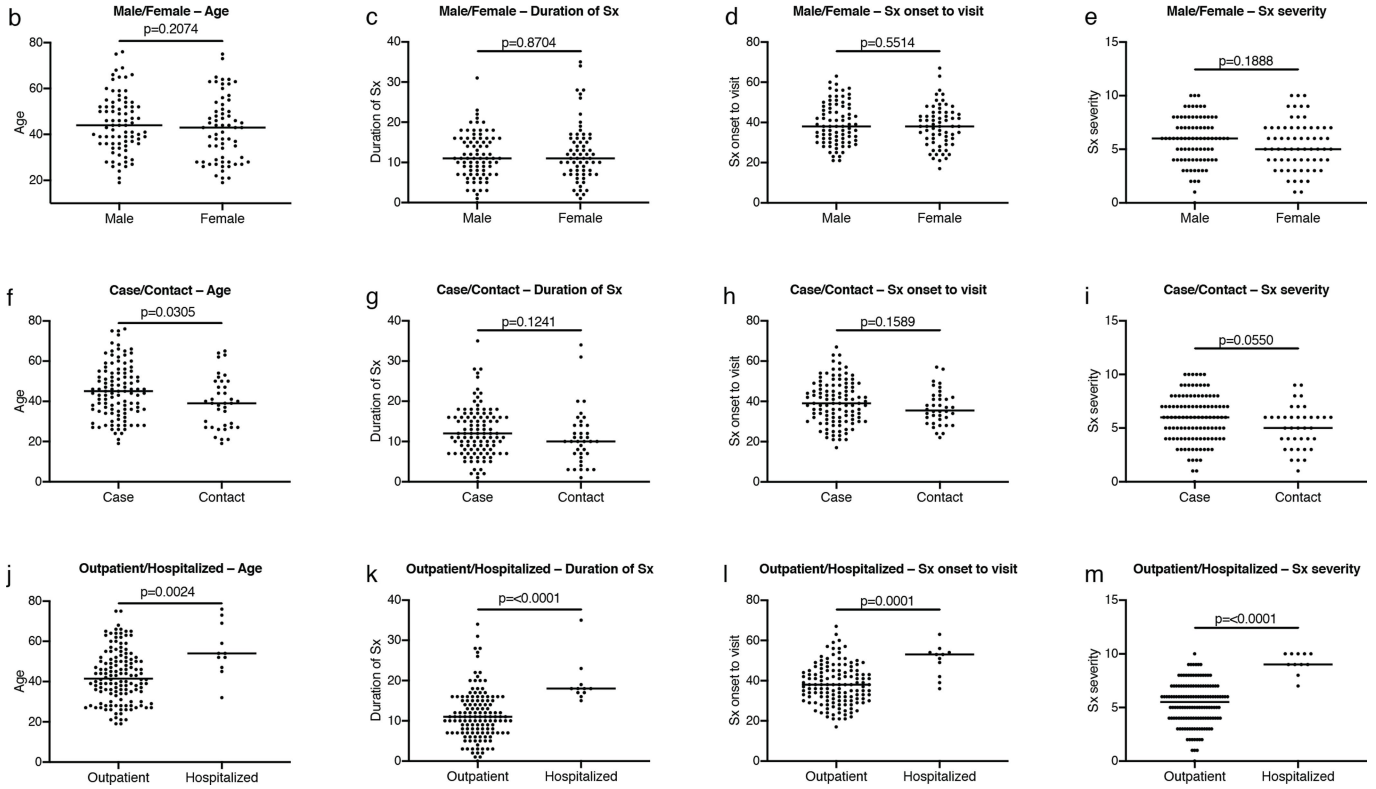 b
Male/Female – Age
p=0.2074
80
60
40
20
Age
Male Female
c
Male/Female – Duration of Sx
p=0.8704
40
30
20
10
0
Duration of Sx
Male Female
d
Male/Female – Sx onset to visit
p=0.5514
80
60
40
20
0
Sx onset to visit
Male Female
e
Male/Female – Sx severity
p=0.1888
15
10
5
0
Sx severity
Male Female
f
Case/Contact – Age
p=0.0305
80
60
40
20
0
Age
Case Contact
g
Case/Contact – Duration of Sx
p=0.1241
40
30
20
10
0
Duration of Sx
Case Contact
h
Case/Contact – Sx onset to visit
p=0.1589
80
60
40
20
0
Sx onset to visit
Case Contact
i
Case/Contact – Sx severity
p=0.0550
15
10
5
0
Sx severity
Case Contact
j
Outpatient/Hospitalized – Age
p=0.0024
80
60
40
20
0
Age
Outpatient Hospitalized
k
Outpatient/Hospitalized – Duration of Sx
p=<0.0001
40
30
20
10
0
Duration of Sx
Outpatient Hospitalized
l
Outpatient/Hospitalized – Sx onset to visit
p=0.0001
80
60
40
20
0
Sx onset to visit
Outpatient Hospitalized
m
Outpatient/Hospitalized – Sx severity
p=<0.0001
15
10
5
0
Sx severity
Outpatient Hospitalized